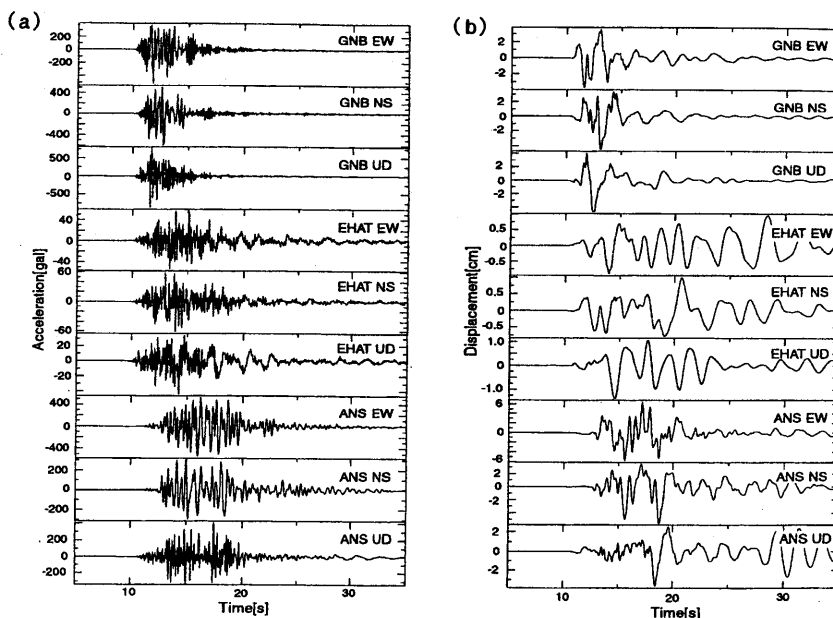 (a)
Acceleration[gal]
200
0
-200
GNB EW
400
0
-400
GNB NS
500
0
-500
GNB UD
40
0
-40
EHAT EW
60
0
-60
EHAT NS
20
0
-20
EHAT UD
400
0
-400
ANS EW
200
0
-200
ANS NS
200
0
-200
ANS UD
10 20 30
Time[s]
(b)
Displacement[cm]
2
0
-2
GNB EW
2
0
-2
GNB NS
2
0
-2
GNB UD
0.5
0
-0.5
EHAT EW
0.5
0
-0.5
EHAT NS
1.0
0
-1.0
EHAT UD
6
0
-6
ANS EW
2
0
-2
ANS NS
2
0
-2
ANS UD
10 20 30
Time[s]